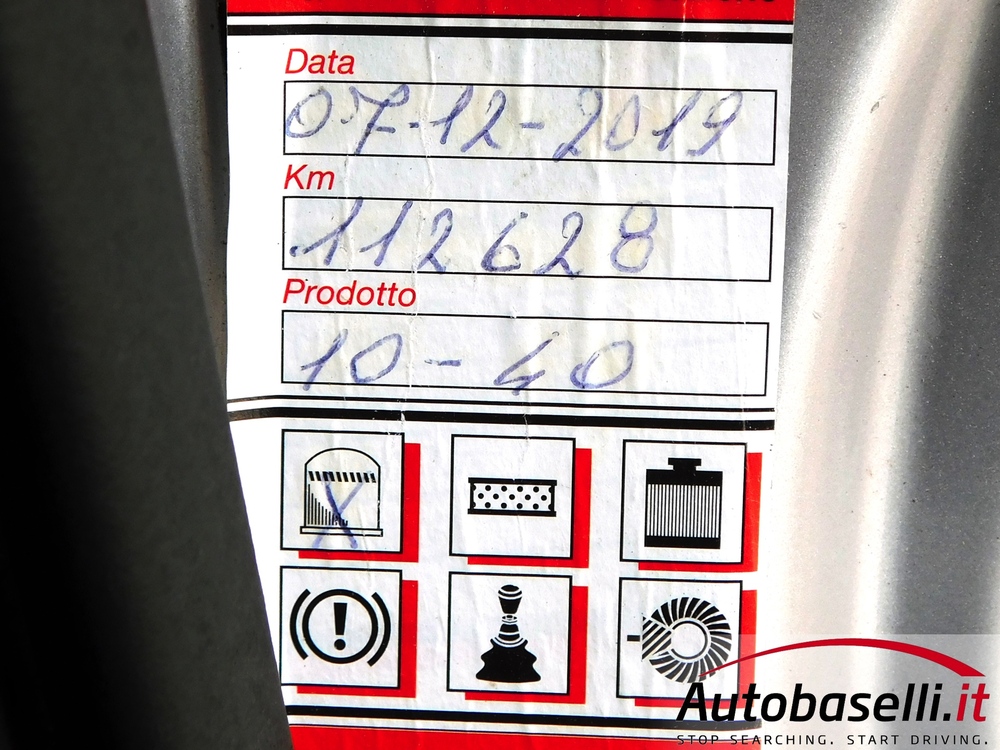 Data
07-12-2019
Km
112628
Prodotto
10-40
X
Autobaselli.it
STOP SEARCHING. START DRIVING.